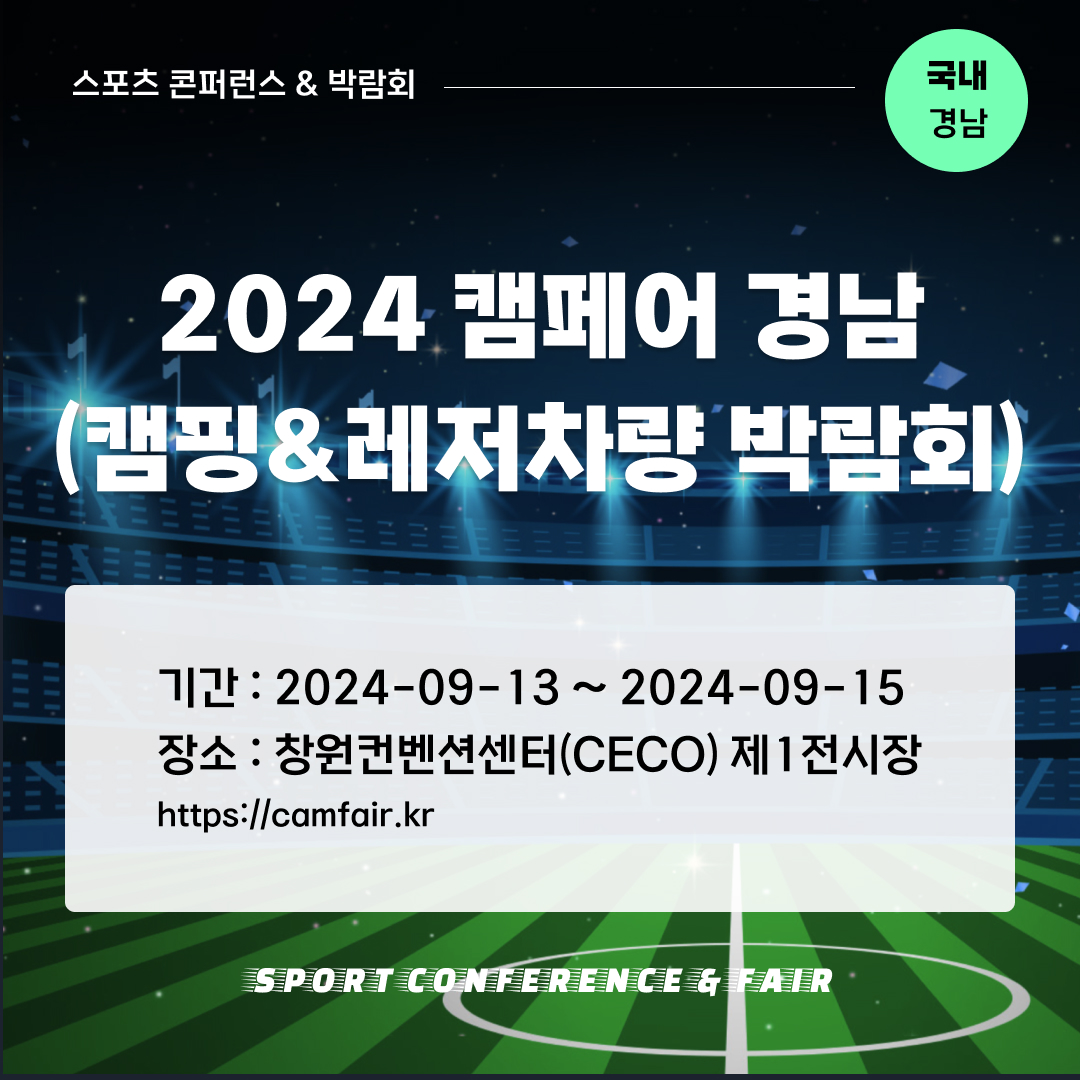 스포츠 콘퍼런스 & 박람회
국내
경남
2024 캠페어 경남
(캠핑&레저차량 박람회)
기간 : 2024-09-13 ~ 2024-09-15
장소 : 창원컨벤션센터(CECO) 제1전시장
https://camfair.kr
SPORT CONFERENCE & FAIR